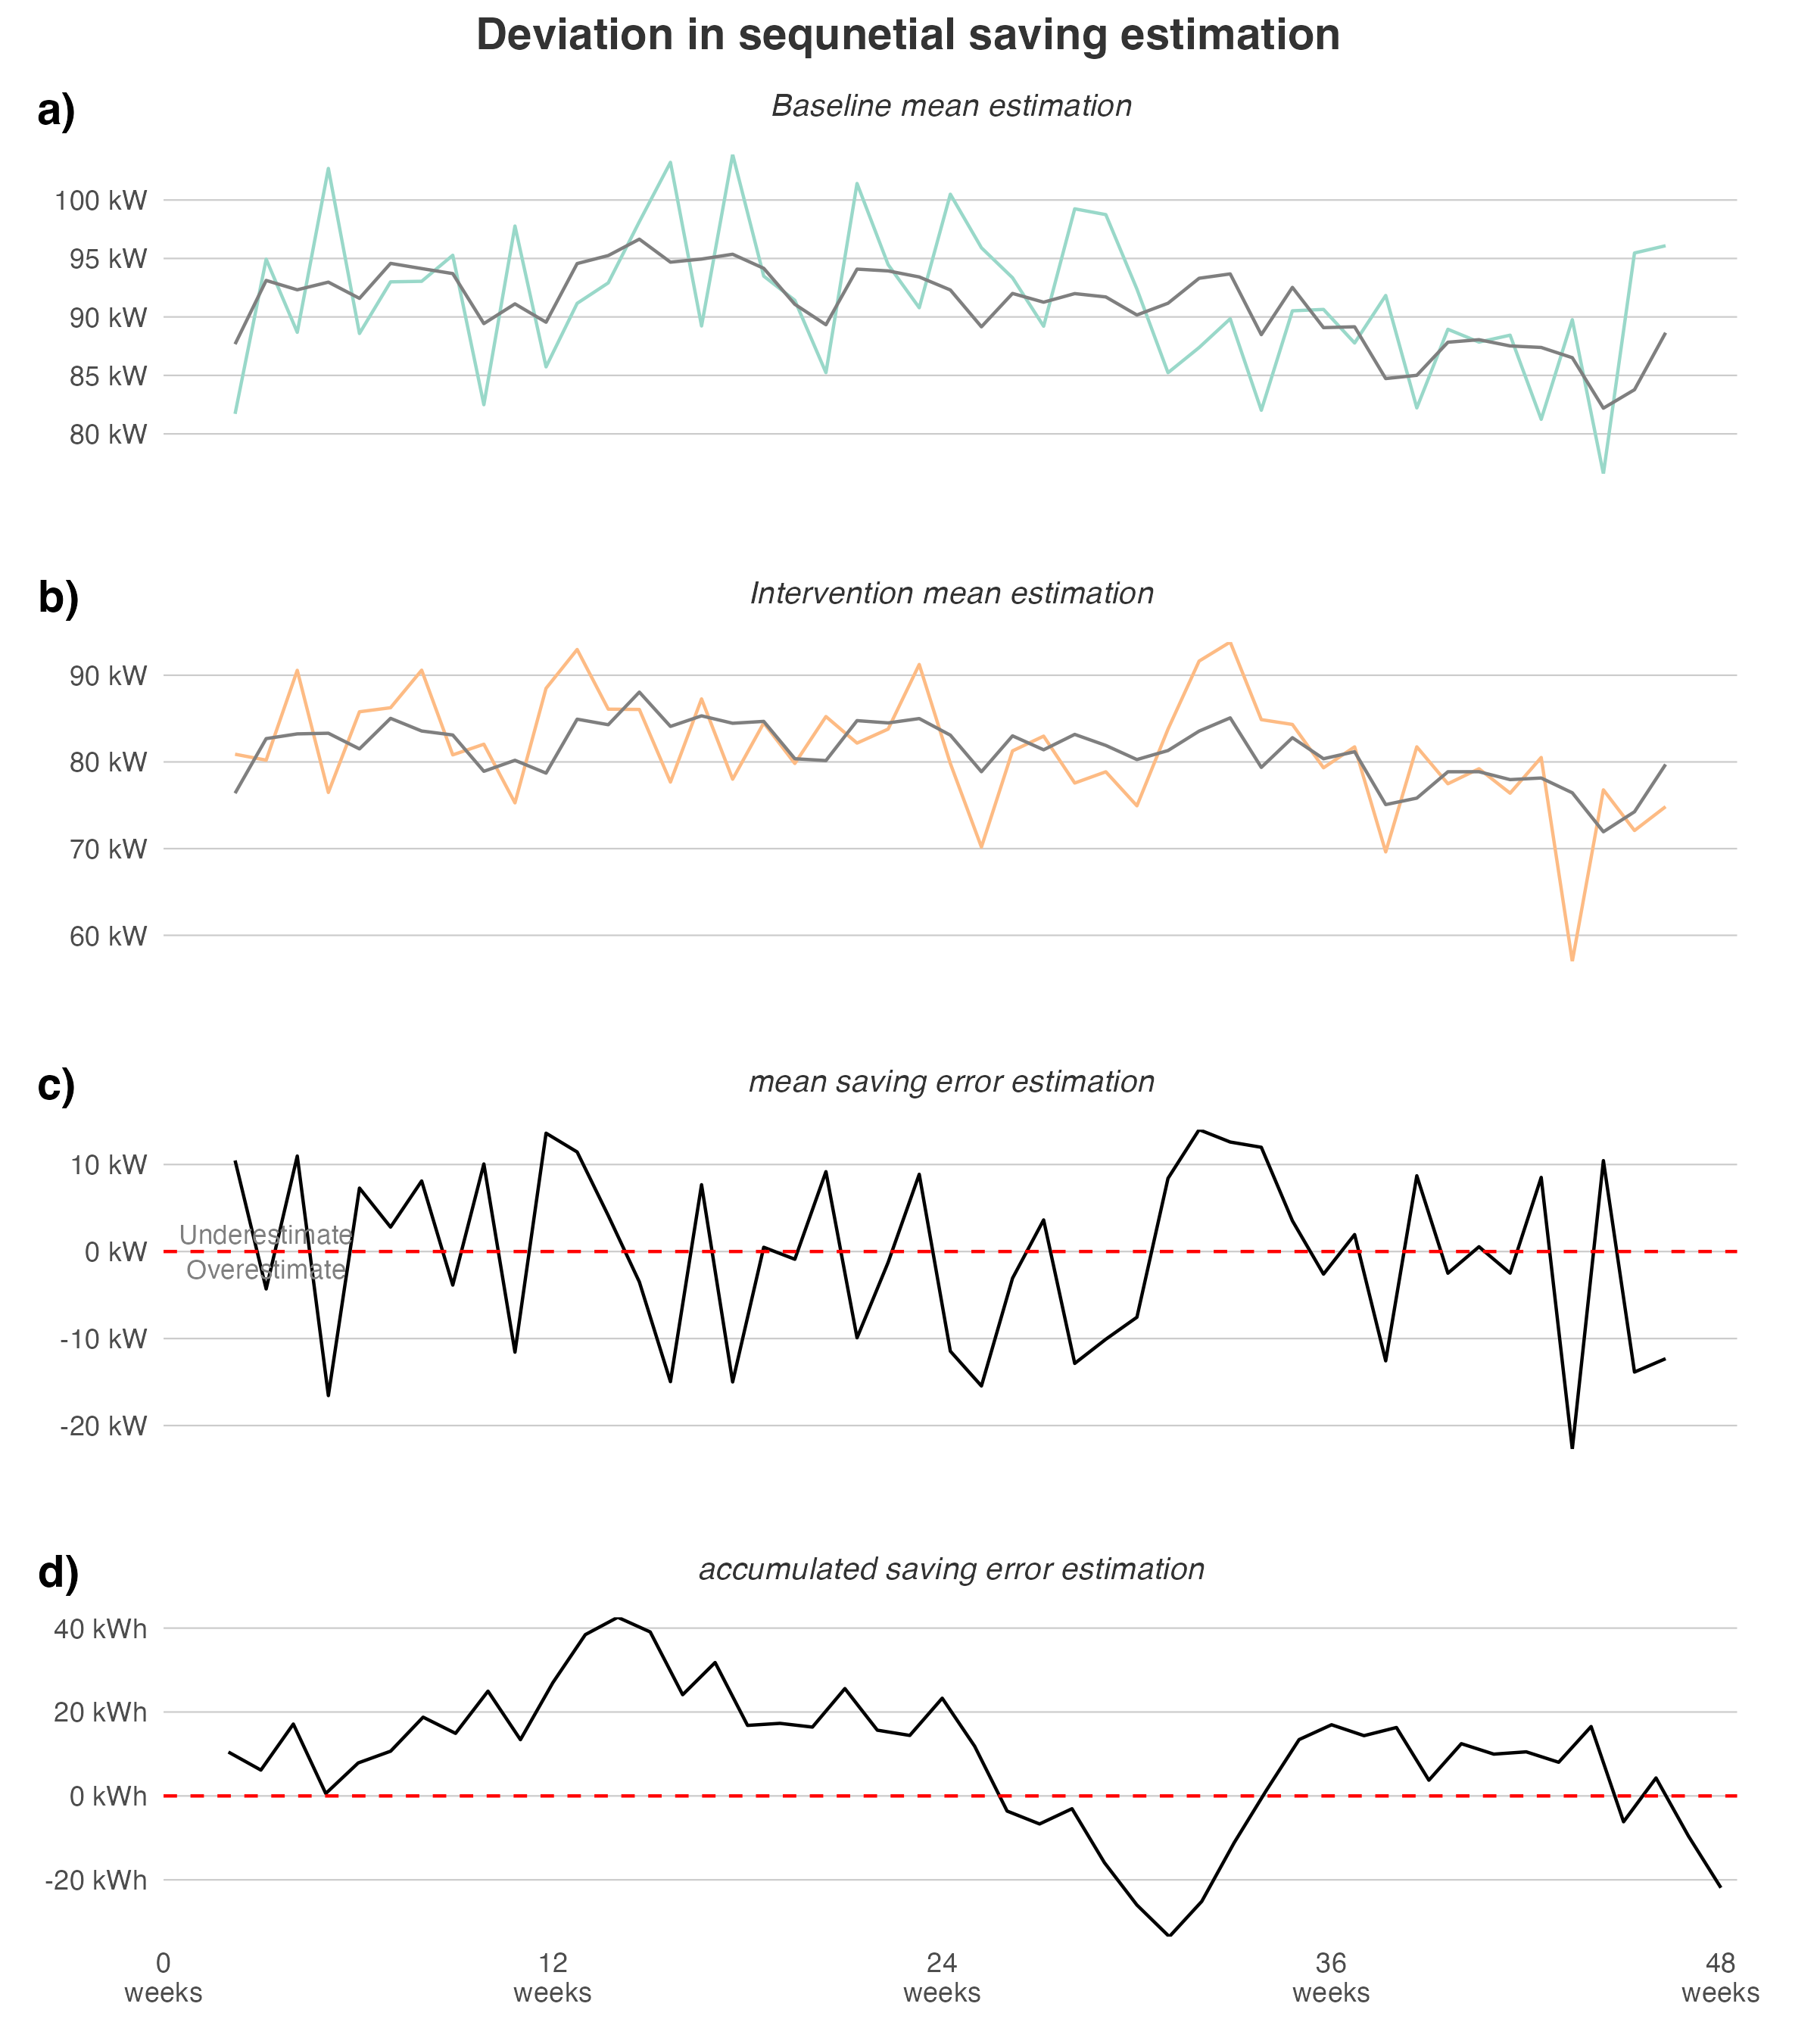 Deviation in sequnetial saving estimation
a)
Baseline mean estimation
100 kW
95 kW
90 kW
85 kW
80 kW
b)
Intervention mean estimation
90 kW
80 kW
70 kW
60 kW
c)
mean saving error estimation
10 kW
Underestimate
0 kW
Overestimate
-10 kW
-20 kW
d)
accumulated saving error estimation
40 kWh
20 kWh
0 kWh
-20 kWh
0 12 24 36 48
weeks weeks weeks weeks weeks